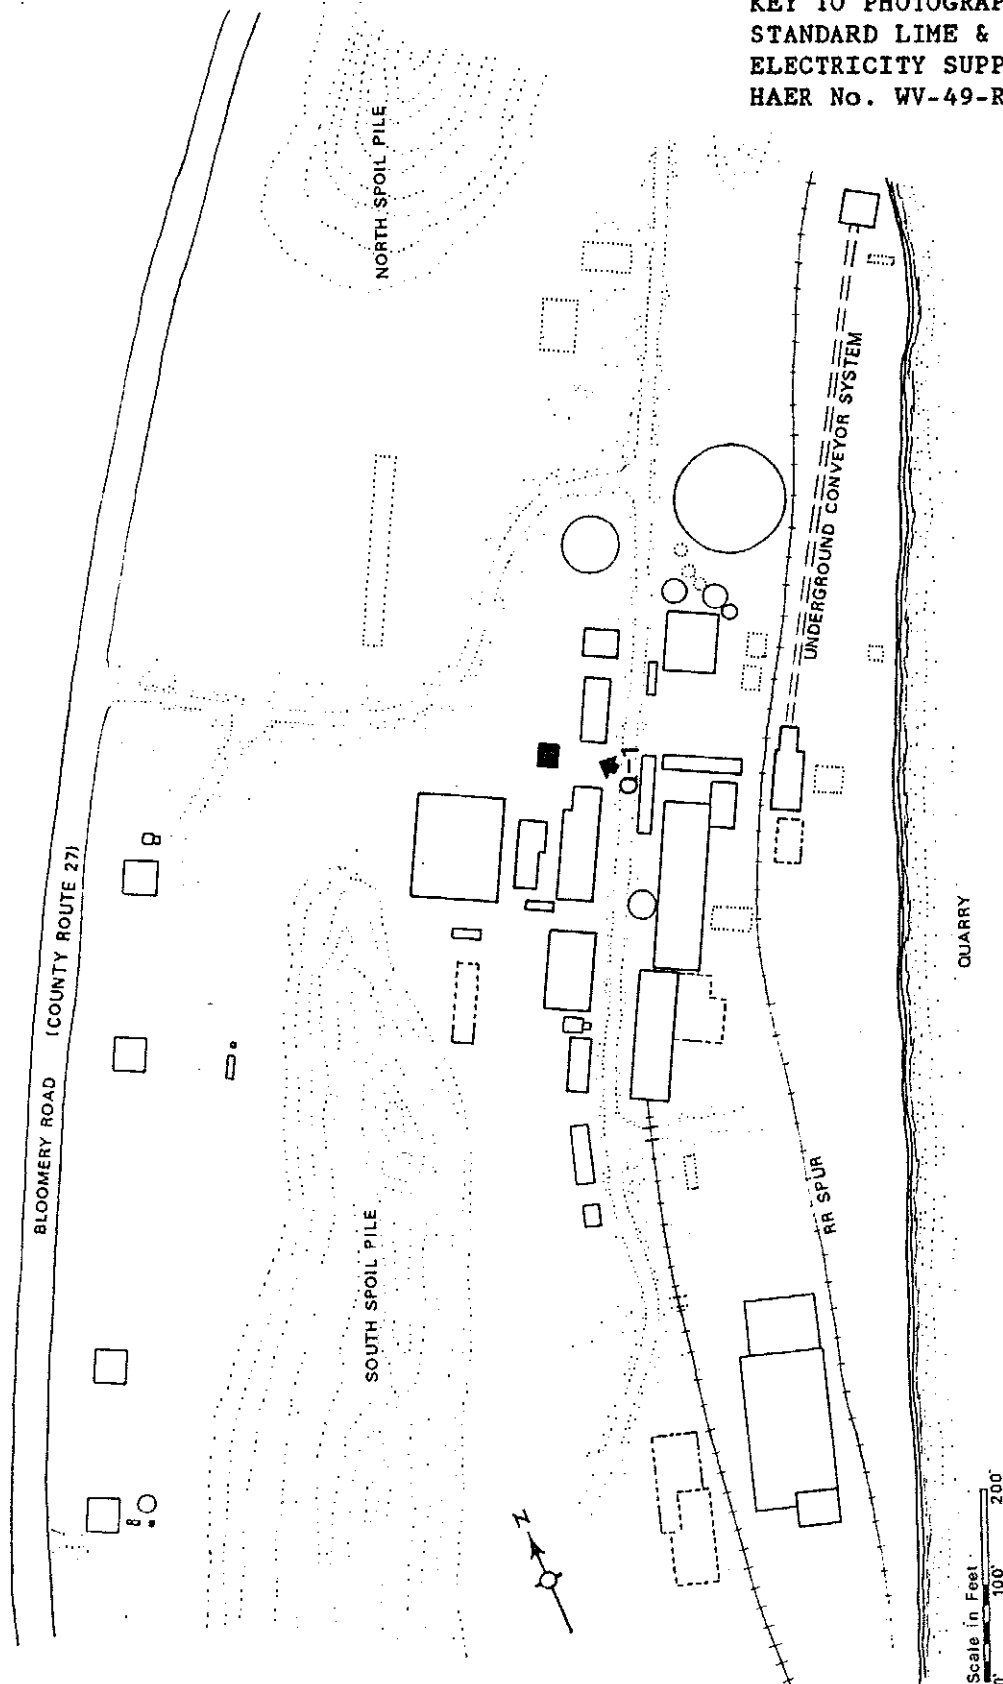 KEY TO PHOTOGRAP
STANDARD LIME &
ELECTRICITY SUPP
HAER No. WV-49-R
NORTH SPOIL PILE
UNDERGROUND CONVEYOR SYSTEM
1
BLOOMERY ROAD (COUNTY ROUTE 27)
QUARRY
SOUTH SPOIL PILE
RR SPUR
N
Scale in Feet
0' 100' 200'